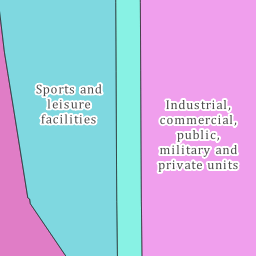 Sports and
leisure
facilities
Industrial,
commercial,
public,
military and
private units